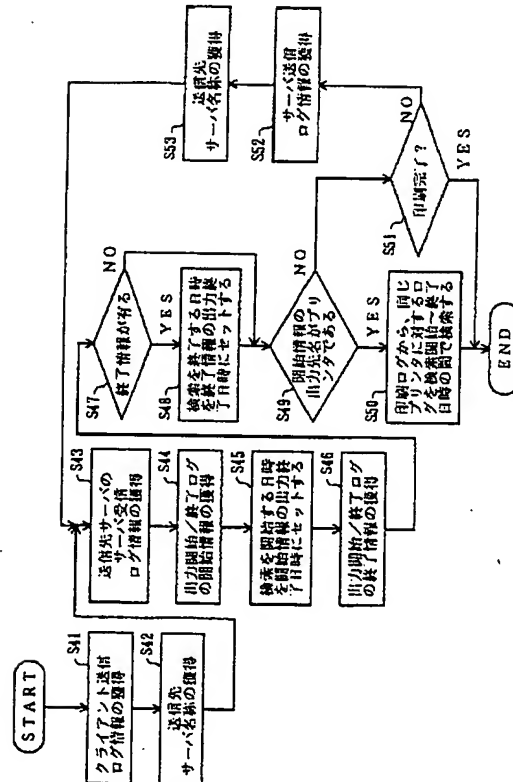 START
S41
クライアント送信
ログ情報の獲得
S42
送信先
サーバ名称の獲得
S43
送信先サーバの
サーバ受信
ログ情報の獲得
S44
出力開始/終了ログ
の開始情報の獲得
S45
検索を開始する日時
を開始情報の出力終
了日時にセットする
S46
出力開始/終了ログ
の終了情報の獲得
S47
終了情報が有る
NO
YES
S48
検索を終了する日時
を終了情報の出力終
了日時にセットする
S49
開始情報の
出力先名がプリ
ンタである
NO
YES
S50
印刷ログから、同じ
プリンタに対するロ
グを検索開始~終了
日時の間で検索する
S51
印刷完了?
NO
YES
S52
サーバ送信
ログ情報の獲得
S53
送信先
サーバ名称の獲得
END